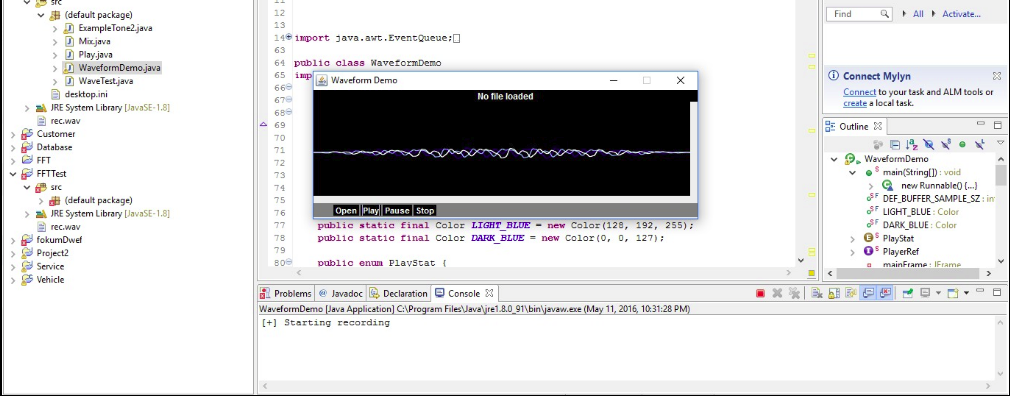 src
(default package)
ExampleTone2.java
Mix.java
Play.java
WaveformDemo.java
WaveTest.java
desktop.ini
JRE System Library [JavaSE-1.8]
rec.wav
Customer
Database
FFT
FFTTest
src
(default package)
JRE System Library [JavaSE-1.8]
rec.wav
fokumDwef
Project2
Service
Vehicle
12
13
14 import java.awt.EventQueue;
63
64 public class WaveformDemo
65 imp
66
67
68
69
70
71
72
73
74
75
76
77 public static final Color LIGHT_BLUE = new Color(128, 192, 255);
78 public static final Color DARK_BLUE = new Color(0, 0, 127);
79
80 public enum PlayStat {
Waveform Demo
No file loaded
Open Play Pause Stop
Find
All
Activate...
Connect Mylyn
Connect to your task and ALM tools or
create a local task.
Outline
WaveformDemo
main(String[]) : void
new Runnable() {...}
DEF_BUFFER_SAMPLE_SZ : int
LIGHT_BLUE : Color
DARK_BLUE : Color
PlayStat
PlayerRef
mainFrame : JFrame
Problems @ Javadoc Declaration Console
WaveformDemo [Java Application] C:\Program Files\Java\jre1.8.0_91\bin\javaw.exe (May 11, 2016, 10:31:28 PM)
[+] Starting recording